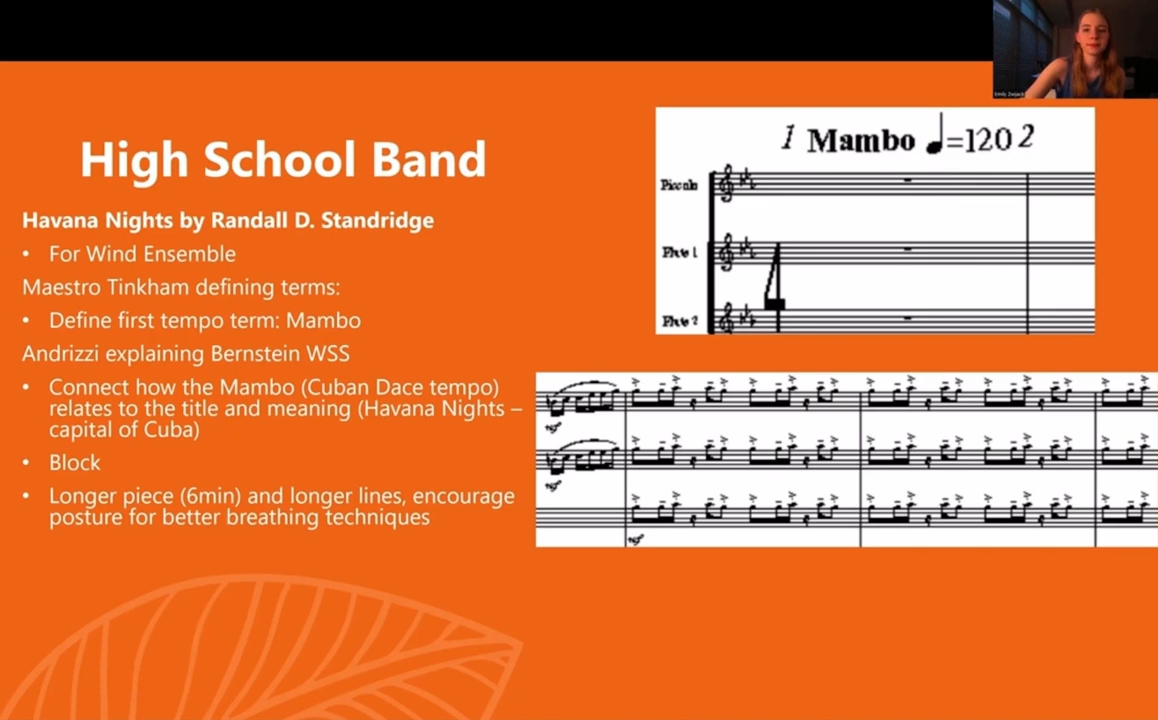 High School Band
Havana Nights by Randall D. Standridge
• For Wind Ensemble
Maestro Tinkham defining terms:
• Define first tempo term: Mambo
Andrizzi explaining Bernstein WSS
• Connect how the Mambo (Cuban Dace tempo)
relates to the title and meaning (Havana Nights –
capital of Cuba)
• Block
• Longer piece (6min) and longer lines, encourage
posture for better breathing techniques
1 Mambo ♩=120 2
Piccolo
Flute 1
Flute 2
mf
mf
mf